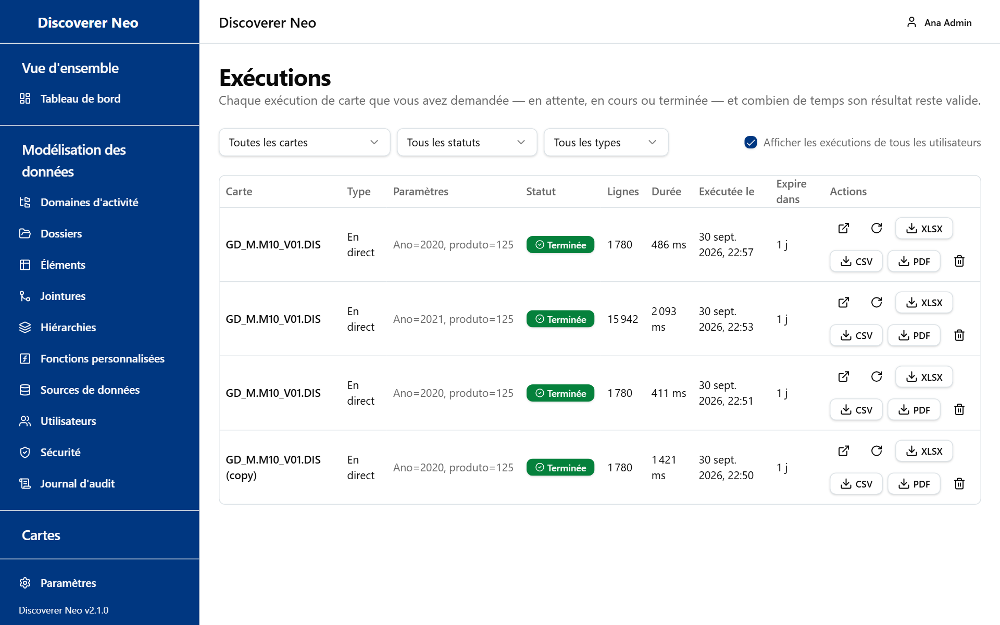 Discoverer Neo
Vue d'ensemble
Tableau de bord
Modélisation des
données
Domaines d'activité
Dossiers
Éléments
Jointures
Hiérarchies
Fonctions personnalisées
Sources de données
Utilisateurs
Sécurité
Journal d'audit
Cartes
Paramètres
Discoverer Neo v2.1.0
Discoverer Neo
Ana Admin
Exécutions
Chaque exécution de carte que vous avez demandée — en attente, en cours ou terminée — et combien de temps son résultat reste valide.
Toutes les cartes
Tous les statuts
Tous les types
Afficher les exécutions de tous les utilisateurs
Carte Type Paramètres Statut Lignes Durée Exécutée le Expire dans Actions
GD_M.M10_V01.DIS En direct Ano=2020, produto=125 Terminée 1 780 486 ms 30 sept. 2026, 22:57 1 j XLSX CSV PDF
GD_M.M10_V01.DIS En direct Ano=2021, produto=125 Terminée 15 942 2 093 ms 30 sept. 2026, 22:53 1 j XLSX CSV PDF
GD_M.M10_V01.DIS En direct Ano=2020, produto=125 Terminée 1 780 411 ms 30 sept. 2026, 22:51 1 j XLSX CSV PDF
GD_M.M10_V01.DIS (copy) En direct Ano=2020, produto=125 Terminée 1 780 1 421 ms 30 sept. 2026, 22:50 1 j XLSX CSV PDF